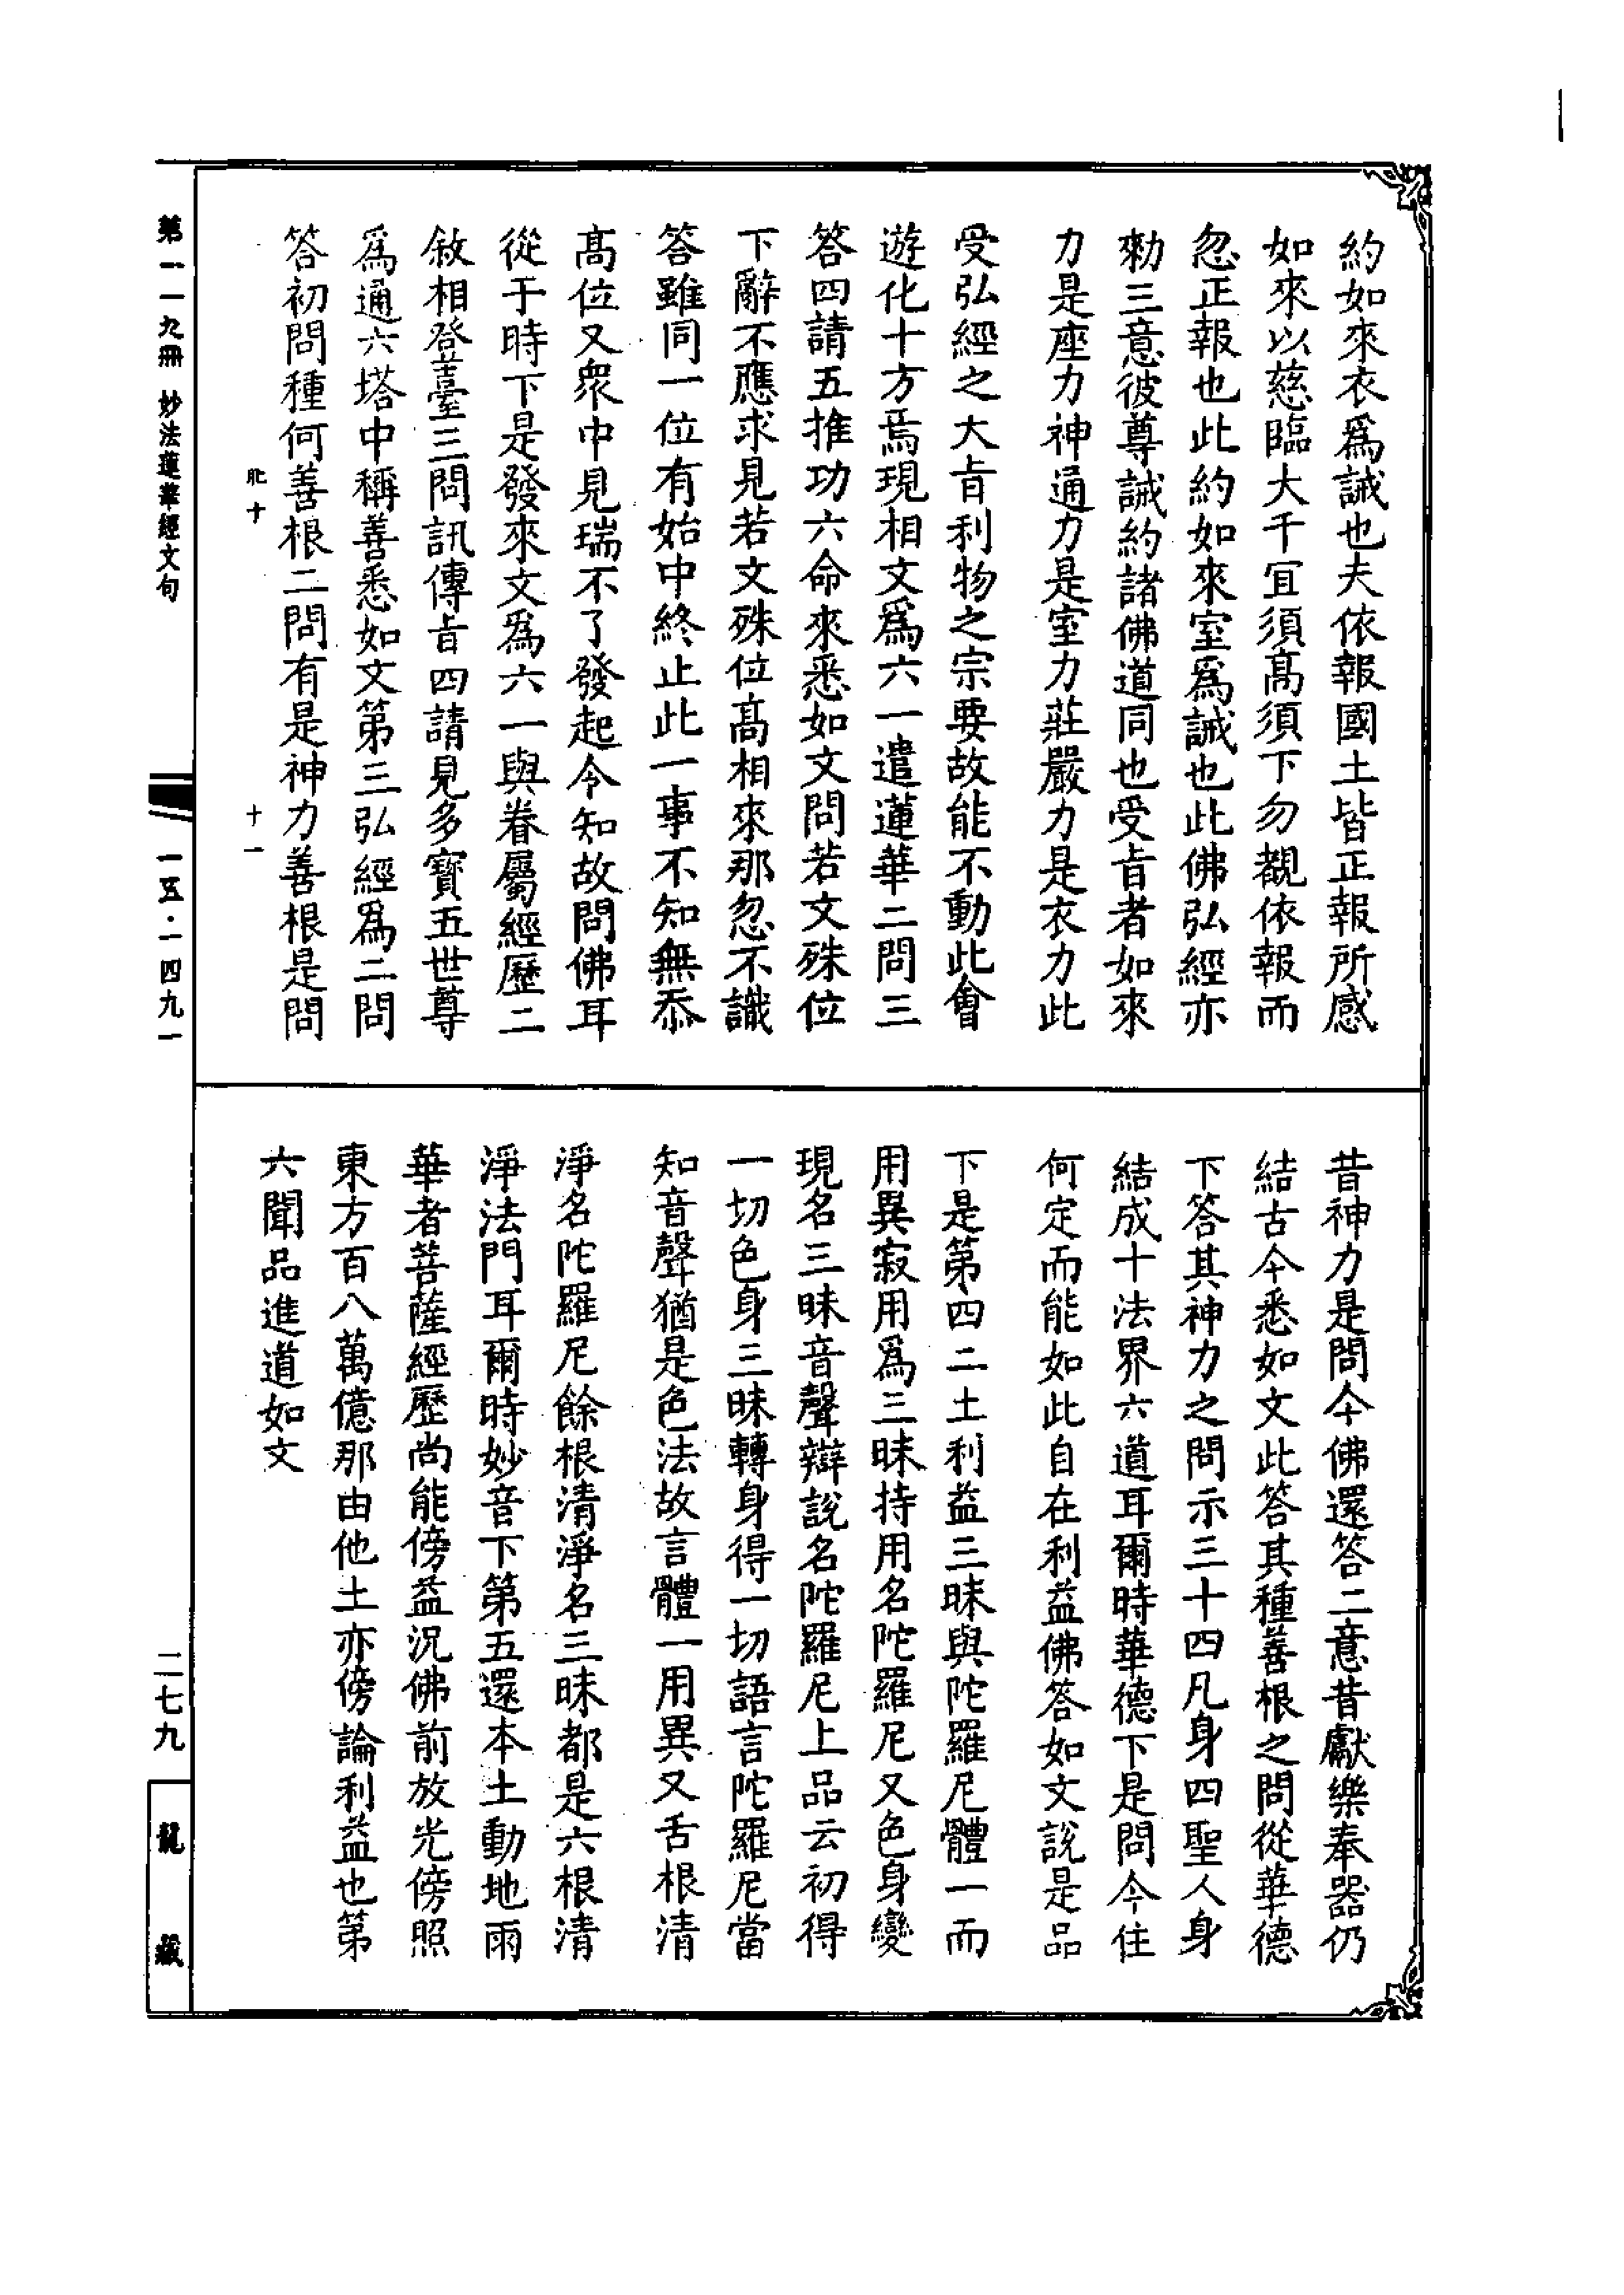 約如來衣爲誡也夫依報國土皆正報所感
如來以慈臨大千宜須髙須下勿觀依報而
忽正報也此約如來室爲誡也此佛弘經亦
勑三意彼尊誡約諸佛道同也受㫖者如來
力是座力神通力是室力莊嚴力是衣力此
受弘經之大㫖利物之宗要故能不動此會
遊化十方焉現相文爲六一遣蓮華二問三
答四請五推功六命來悉如文問若文殊位
下辭不應求見若文殊位髙相來那忽不識
答雖同一位有始中終止此一事不知無忝
髙位又衆中見瑞不了發起令知故問佛耳
從于時下是發來文爲六一與眷屬經歷二
敘相登臺三問訊傳㫖四請見多寳五世尊
爲通六塔中稱善悉如文第三弘經爲二問
答初問種何善根二問有是神力善根是問
肥十 十一
昔神力是問今佛還答二意昔獻樂奉器仍
結古今悉如文此答其種善根之問從華德
下答其神力之問示三十四凡身四聖人身
結成十法界六道耳爾時華德下是問今住
何定而能如此自在利益佛答如文說是品
下是第四二土利益三昧與陀羅尼體一而
用異寂用爲三昧持用名陀羅尼又色身變
現名三昧音聲辯說名陀羅尼上品云初得
一切色身三昧轉身得一切語言陀羅尼當
知音聲猶是色法故言體一用異又舌根清
淨名陀羅尼餘根清淨名三昧都是六根清
淨法門耳爾時妙音下第五還本土動地雨
華者菩薩經歷尚能傍益況佛前放光傍照
東方百八萬億那由他土亦傍論利益也第
六聞品進道如文
第一一九冊 妙法蓮華經文句
一五·一四九一
二七九
龍藏